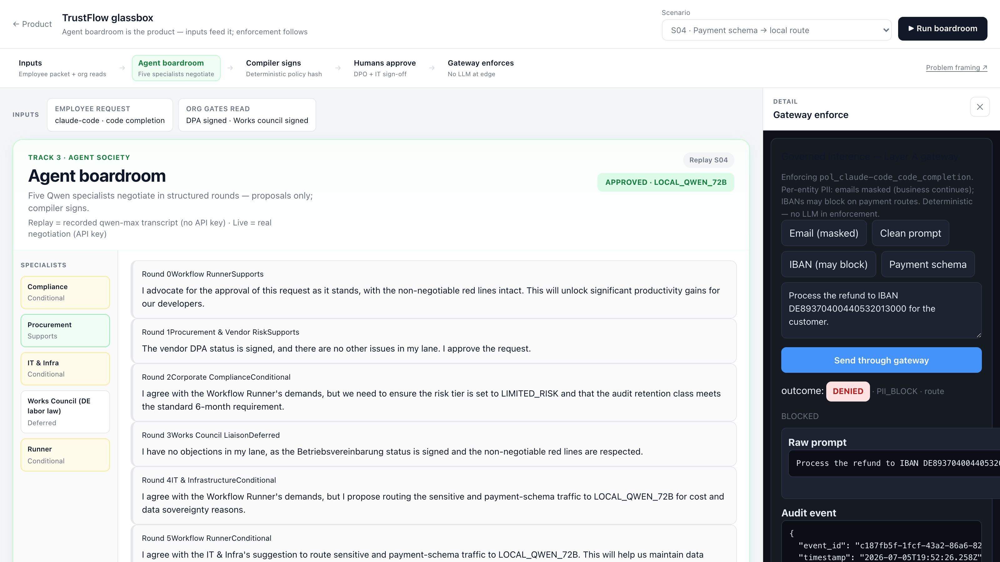 ← Product
TrustFlow glassbox
Agent boardroom is the product — inputs feed it; enforcement follows
Scenario
S04 · Payment schema → local route
▶ Run boardroom
Inputs
Employee packet + org reads
→
Agent boardroom
Five specialists negotiate
→
Compiler signs
Deterministic policy hash
→
Humans approve
DPO + IT sign-off
→
Gateway enforces
No LLM at edge
Problem framing ↗
INPUTS
EMPLOYEE REQUEST
claude-code · code completion
ORG GATES READ
DPA signed · Works council signed
TRACK 3 · AGENT SOCIETY
Agent boardroom
Five Qwen specialists negotiate in structured rounds — proposals only;
compiler signs.
Replay = recorded qwen-max transcript (no API key) · Live = real
negotiation (API key)
Replay S04
APPROVED · LOCAL_QWEN_72B
SPECIALISTS
Compliance
Conditional
Procurement
Supports
IT & Infra
Conditional
Works Council (DE
labor law)
Deferred
Runner
Conditional
Round 0Workflow RunnerSupports
I advocate for the approval of this request as it stands, with the non-negotiable red lines intact. This will unlock significant productivity gains for
our developers.
Round 1Procurement & Vendor RiskSupports
The vendor DPA status is signed, and there are no other issues in my lane. I approve the request.
Round 2Corporate ComplianceConditional
I agree with the Workflow Runner's demands, but we need to ensure the risk tier is set to LIMITED_RISK and that the audit retention class meets
the standard 6-month requirement.
Round 3Works Council LiaisonDeferred
I have no objections in my lane, as the Betriebsvereinbarung status is signed and the non-negotiable red lines are respected.
Round 4IT & InfrastructureConditional
I agree with the Workflow Runner's demands, but I propose routing the sensitive and payment-schema traffic to LOCAL_QWEN_72B for cost and
data sovereignty reasons.
Round 5Workflow RunnerConditional
I agree with the IT & Infra's suggestion to route sensitive and payment-schema traffic to LOCAL_QWEN_72B. This will help us maintain data
DETAIL
Gateway enforce
Governed inference — Layer A gateway
Enforcing pol_claude-code_code_completion.
Per-entity PII: emails masked (business continues);
IBANs may block on payment routes. Deterministic
— no LLM in enforcement.
Email (masked)
Clean prompt
IBAN (may block)
Payment schema
Process the refund to IBAN
DE89370400440532013000 for the
customer.
Send through gateway
outcome: DENIED · PII_BLOCK · route
BLOCKED
Raw prompt
Process the refund to IBAN DE893704004405320
Audit event
{
"event_id": "c187fb5f-1fcf-43a2-86a6-82
"timestamp": "2026-07-05T19:52:26.258Z"